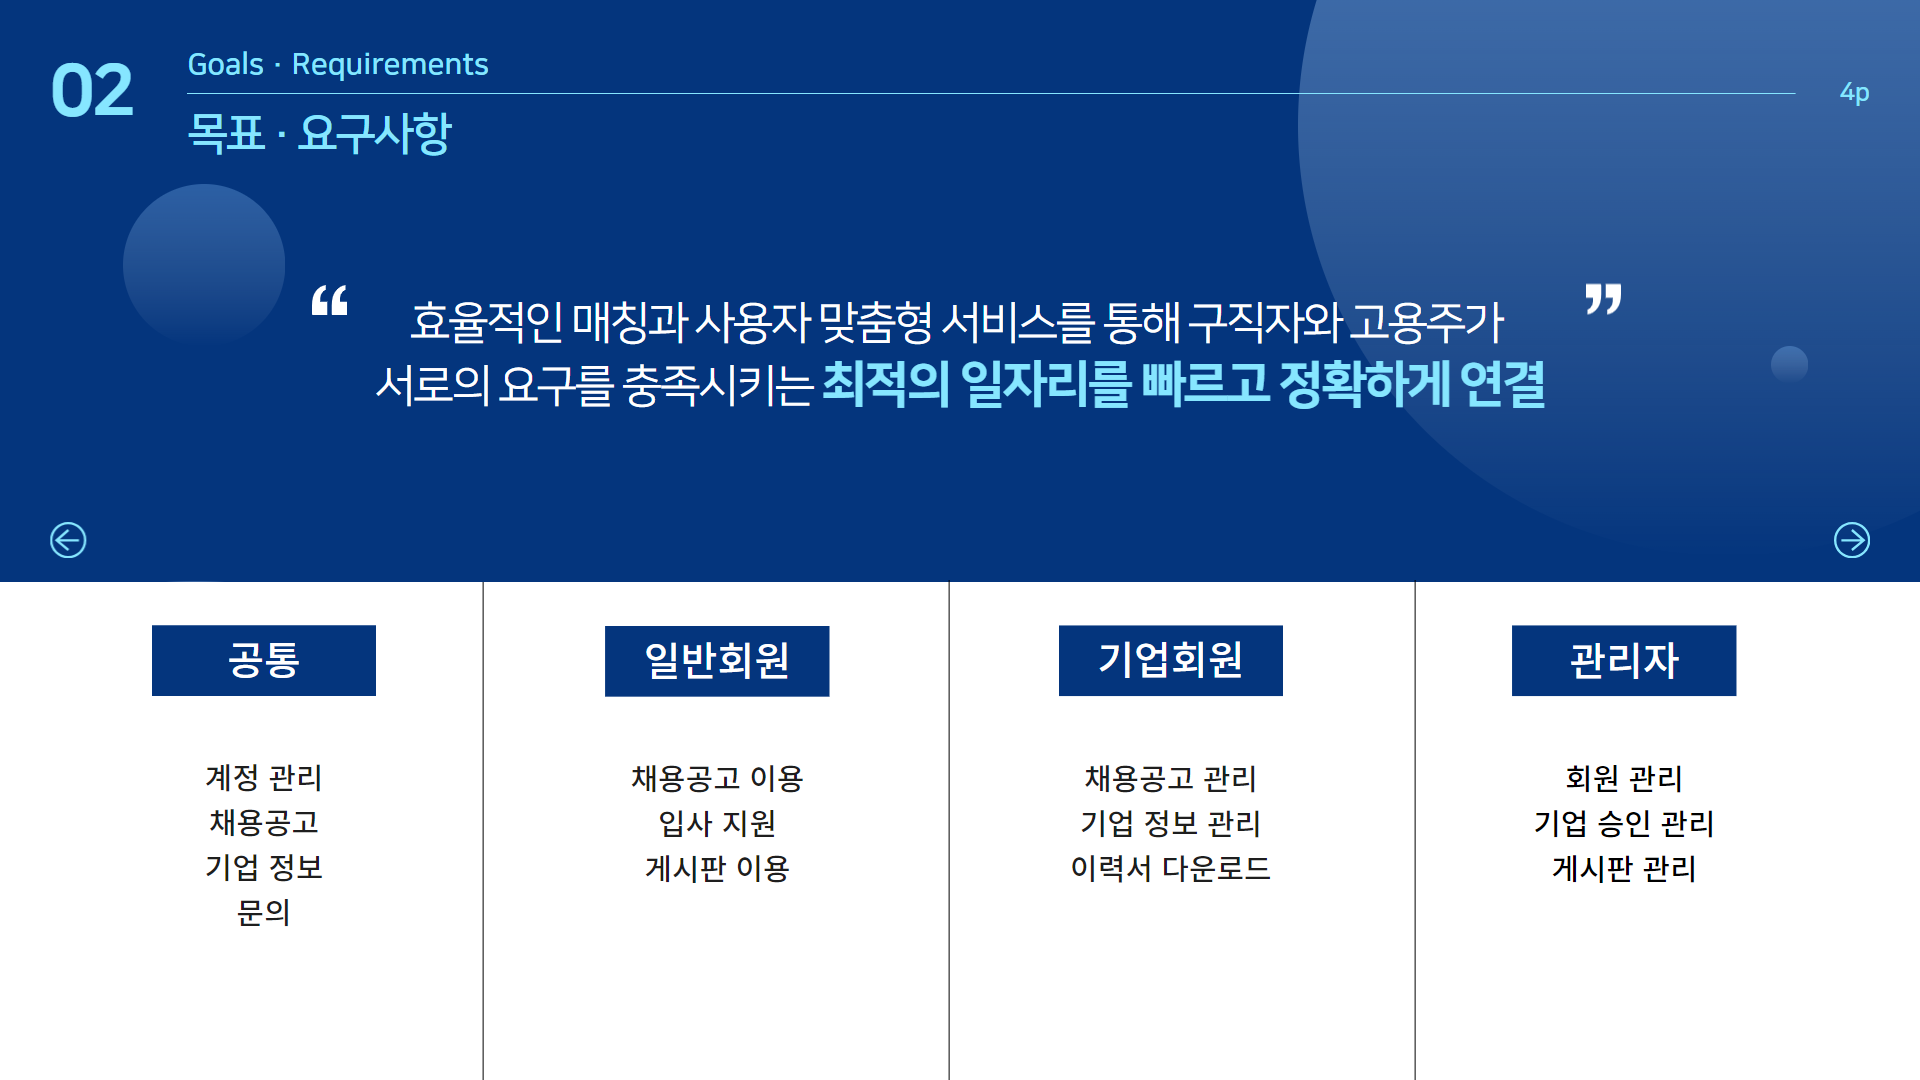 02
Goals · Requirements
4p
목표 · 요구사항
“ 효율적인 매칭과 사용자 맞춤형 서비스를 통해 구직자와 고용주가 ”
서로의 요구를 충족시키는 최적의 일자리를 빠르고 정확하게 연결
공통
계정 관리
채용공고
기업 정보
문의
일반회원
채용공고 이용
입사 지원
게시판 이용
기업회원
채용공고 관리
기업 정보 관리
이력서 다운로드
관리자
회원 관리
기업 승인 관리
게시판 관리